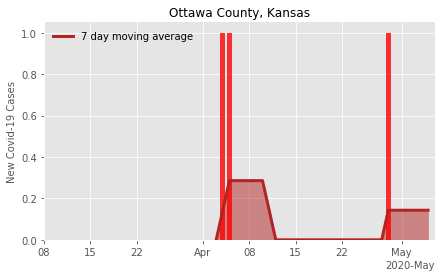 Ottawa County, Kansas
7 day moving average
New Covid-19 Cases
1.0
0.8
0.6
0.4
0.2
0.0
08 15 22 Apr 08 15 22 May
2020-May